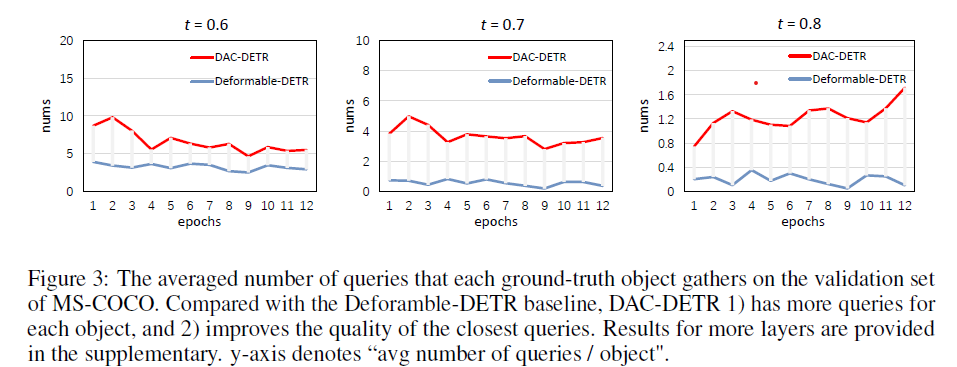 t = 0.6
t = 0.7
t = 0.8
20
15
10
5
0
nums
DAC-DETR
Deformable-DETR
1 2 3 4 5 6 7 8 9 10 11 12
epochs
10
8
6
4
2
0
nums
DAC-DETR
Deformable-DETR
1 2 3 4 5 6 7 8 9 10 11 12
epochs
2.4
2
1.6
1.2
0.8
0.4
0
nums
DAC-DETR
Deformable-DETR
1 2 3 4 5 6 7 8 9 10 11 12
epochs
Figure 3: The averaged number of queries that each ground-truth object gathers on the validation set
of MS-COCO. Compared with the Deforamble-DETR baseline, DAC-DETR 1) has more queries for
each object, and 2) improves the quality of the closest queries. Results for more layers are provided
in the supplementary. y-axis denotes “avg number of queries / object".